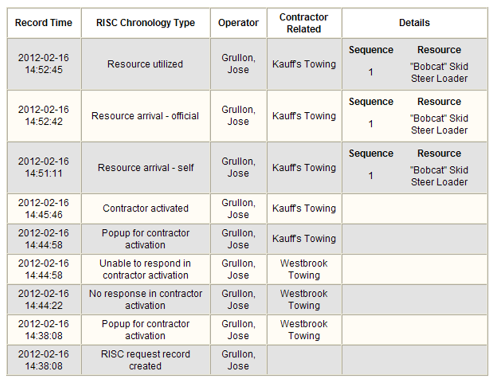 Record Time RISC Chronology Type Operator Contractor Related Details
2012-02-16 14:52:45 Resource utilized Grullon, Jose Kauff's Towing Sequence 1 Resource "Bobcat" Skid Steer Loader
2012-02-16 14:52:42 Resource arrival - official Grullon, Jose Kauff's Towing Sequence 1 Resource "Bobcat" Skid Steer Loader
2012-02-16 14:51:11 Resource arrival - self Grullon, Jose Kauff's Towing Sequence 1 Resource "Bobcat" Skid Steer Loader
2012-02-16 14:45:46 Contractor activated Grullon, Jose Kauff's Towing
2012-02-16 14:44:58 Popup for contractor activation Grullon, Jose Kauff's Towing
2012-02-16 14:44:58 Unable to respond in contractor activation Grullon, Jose Westbrook Towing
2012-02-16 14:44:22 No response in contractor activation Grullon, Jose Westbrook Towing
2012-02-16 14:38:08 Popup for contractor activation Grullon, Jose Westbrook Towing
2012-02-16 14:38:08 RISC request record created Grullon, Jose